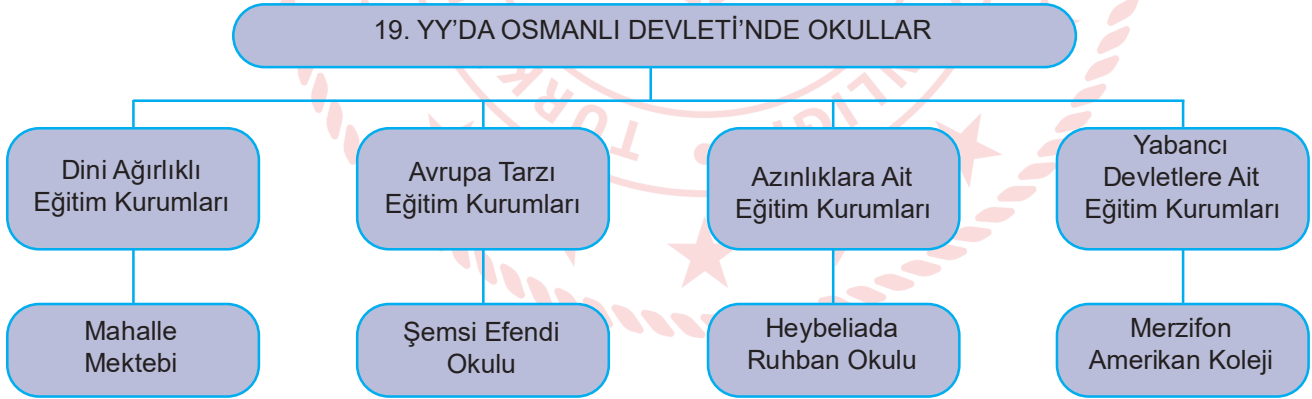 19. YY’DA OSMANLI DEVLETİ’NDE OKULLAR
Dini Ağırlıklı
Eğitim Kurumları
Avrupa Tarzı
Eğitim Kurumları
Azınlıklara Ait
Eğitim Kurumları
Yabancı
Devletlere Ait
Eğitim Kurumları
Mahalle
Mektebi
Şemsi Efendi
Okulu
Heybeliada
Ruhban Okulu
Merzifon
Amerikan Koleji